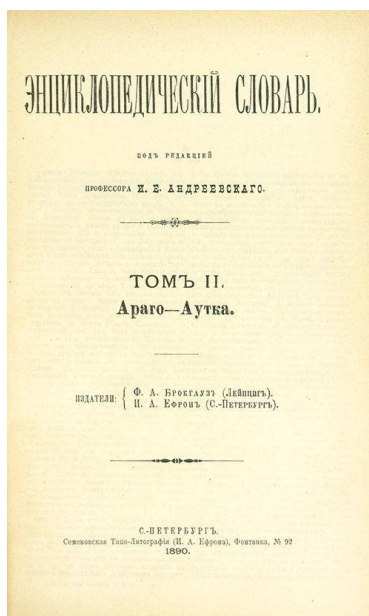 ЭНЦИКЛОПЕДИЧЕСКІЙ СЛОВАРЬ.
ПОДЪ РЕДАКЦІЕЙ
ПРОФЕССОРА И. Е. АНДРЕЕВСКАГО.
ТОМЪ II.
Араго—Аутка.
ИЗДАТЕЛИ: { Ф. А. Брокгаузъ (Лейпцигъ).
И. А. Ефронъ (С.-Петербургъ).
С.-ПЕТЕРБУРГЪ.
Семеновская Типо-Литографія (И. А. Ефрона), Фонтанка, № 92
1890.